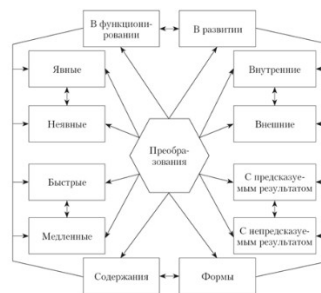 В функциони-
ровании
В развитии
Явные
Внутренние
Неявные
Внешние
Преобра-
зования
Быстрые
С предсказуе-
мым результатом
Медленные
С непредсказуе-
мым результатом
Содержания
Формы